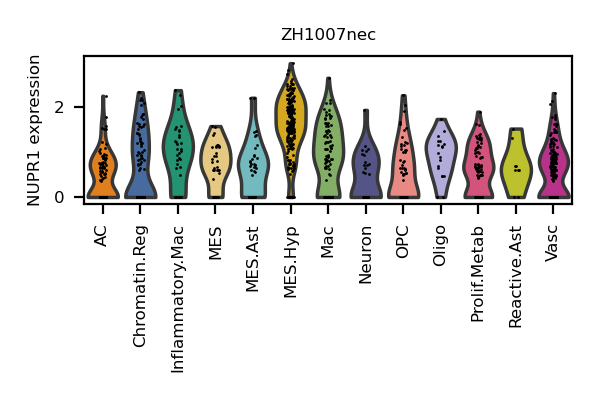 ZH1007nec
NUPR1 expression
2
0
AC
Chromatin.Reg
Inflammatory.Mac
MES
MES.Ast
MES.Hyp
Mac
Neuron
OPC
Oligo
Prolif.Metab
Reactive.Ast
Vasc